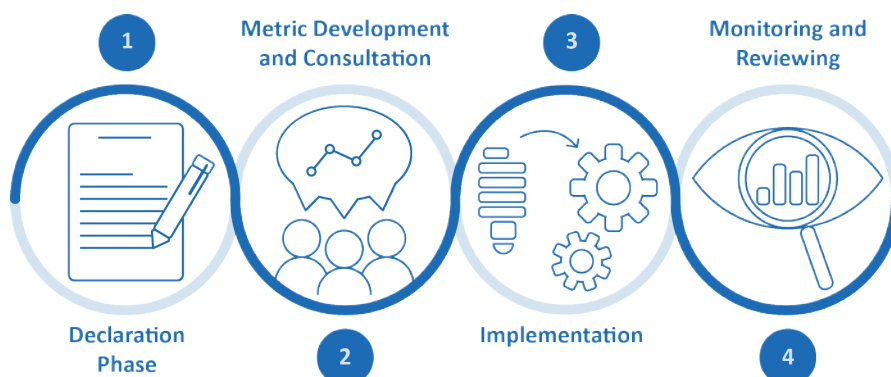 1
Declaration
Phase
Metric Development
and Consultation
2
3
Implementation
Monitoring and
Reviewing
4